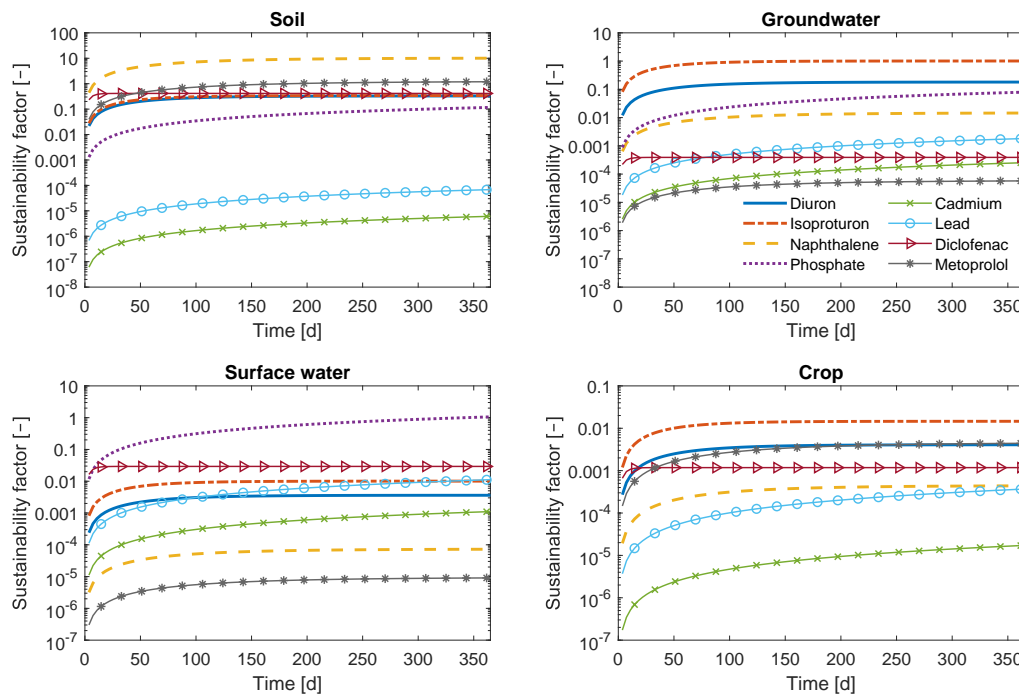 Soil
Sustainability factor [−]
100
10
1
0.1
0.01
0.001
10^-4
10^-5
10^-6
10^-7
10^-8
0 50 100 150 200 250 300 350
Time [d]
Groundwater
Sustainability factor [−]
10
1
0.1
0.01
0.001
10^-4
10^-5
10^-6
10^-7
10^-8
Diuron
Isoproturon
Naphthalene
Phosphate
Cadmium
Lead
Diclofenac
Metoprolol
0 50 100 150 200 250 300 350
Time [d]
Surface water
Sustainability factor [−]
10
1
0.1
0.01
0.001
10^-4
10^-5
10^-6
10^-7
0 50 100 150 200 250 300 350
Time [d]
Crop
Sustainability factor [−]
0.1
0.01
0.001
10^-4
10^-5
10^-6
10^-7
0 50 100 150 200 250 300 350
Time [d]